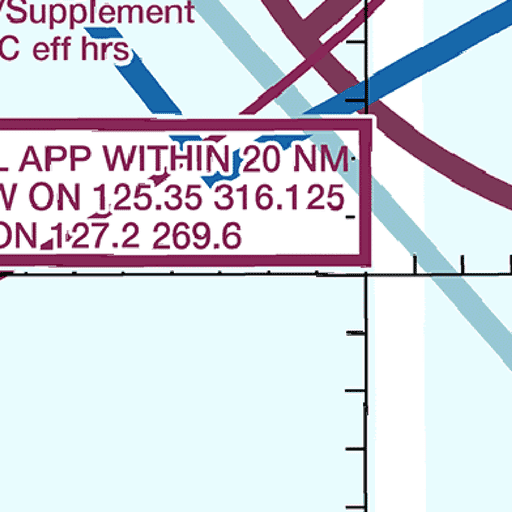 /Supplement
C eff hrs
L APP WITHIN 20 NM
W ON 125.35 316.125
ON 127.2 269.6